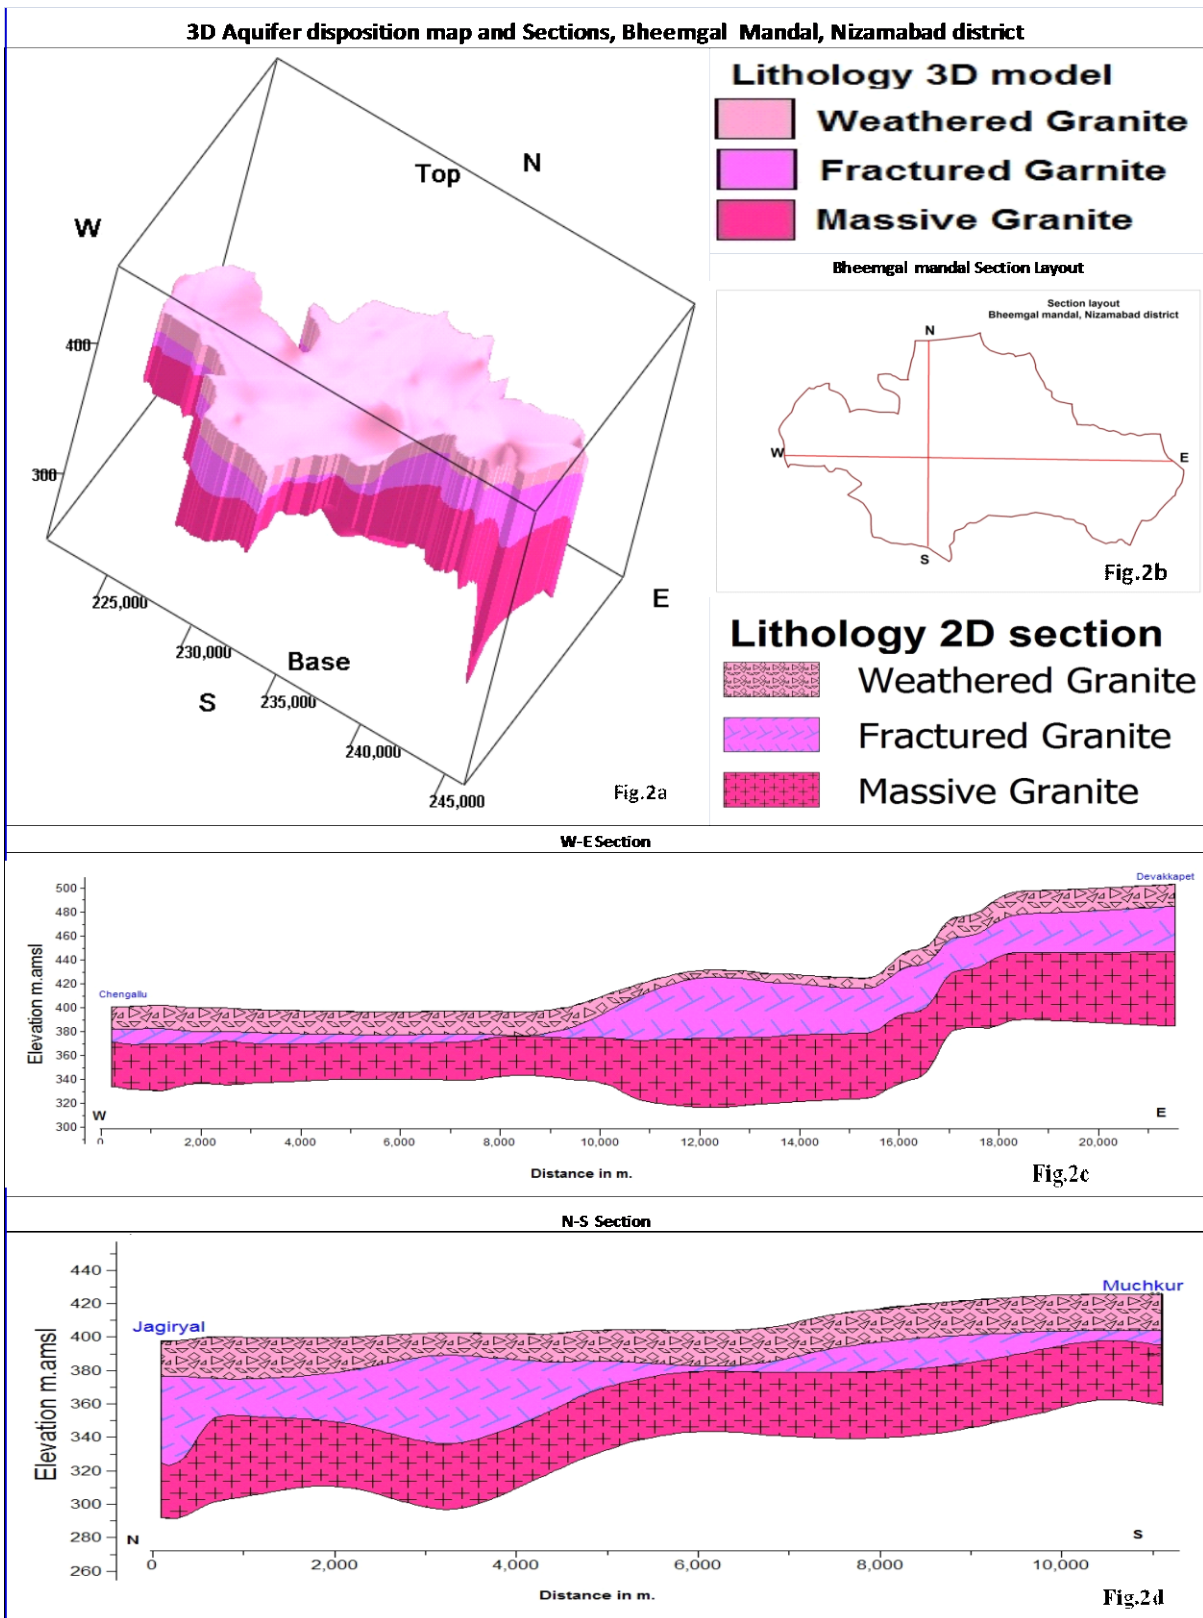 3D Aquifer disposition map and Sections, Bheemgal Mandal, Nizamabad district
Top
N
W
400
300
225,000
230,000
235,000
240,000
245,000
Base
S
E
Fig.2a
Lithology 3D model
Weathered Granite
Fractured Garnite
Massive Granite
Bheemgal mandal Section Layout
Section layout
Bheemgal mandal, Nizamabad district
N
W
E
S
Fig.2b
Lithology 2D section
Weathered Granite
Fractured Granite
Massive Granite
W-E Section
Elevation m.amsl
500
480
460
440
420
400
380
360
340
320
300
Chengallu
Devakkapet
W
E
0
2,000
4,000
6,000
8,000
10,000
12,000
14,000
16,000
18,000
20,000
Distance in m.
Fig.2c
N-S Section
Elevation m.amsl
440
420
400
380
360
340
320
300
280
260
Jagiryal
Muchkur
N
S
0
2,000
4,000
6,000
8,000
10,000
Distance in m.
Fig.2d